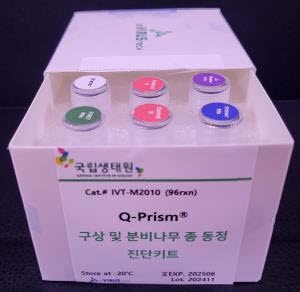 국립생태원
NATIONAL INSTITUTE OF ECOLOGY
Cat.# IVT-M2010 (96rxn)
Q-Prism®
구상 및 분비나무 종 동정
진단키트
Store at -20℃
EXP. 202506
Lot. 202411